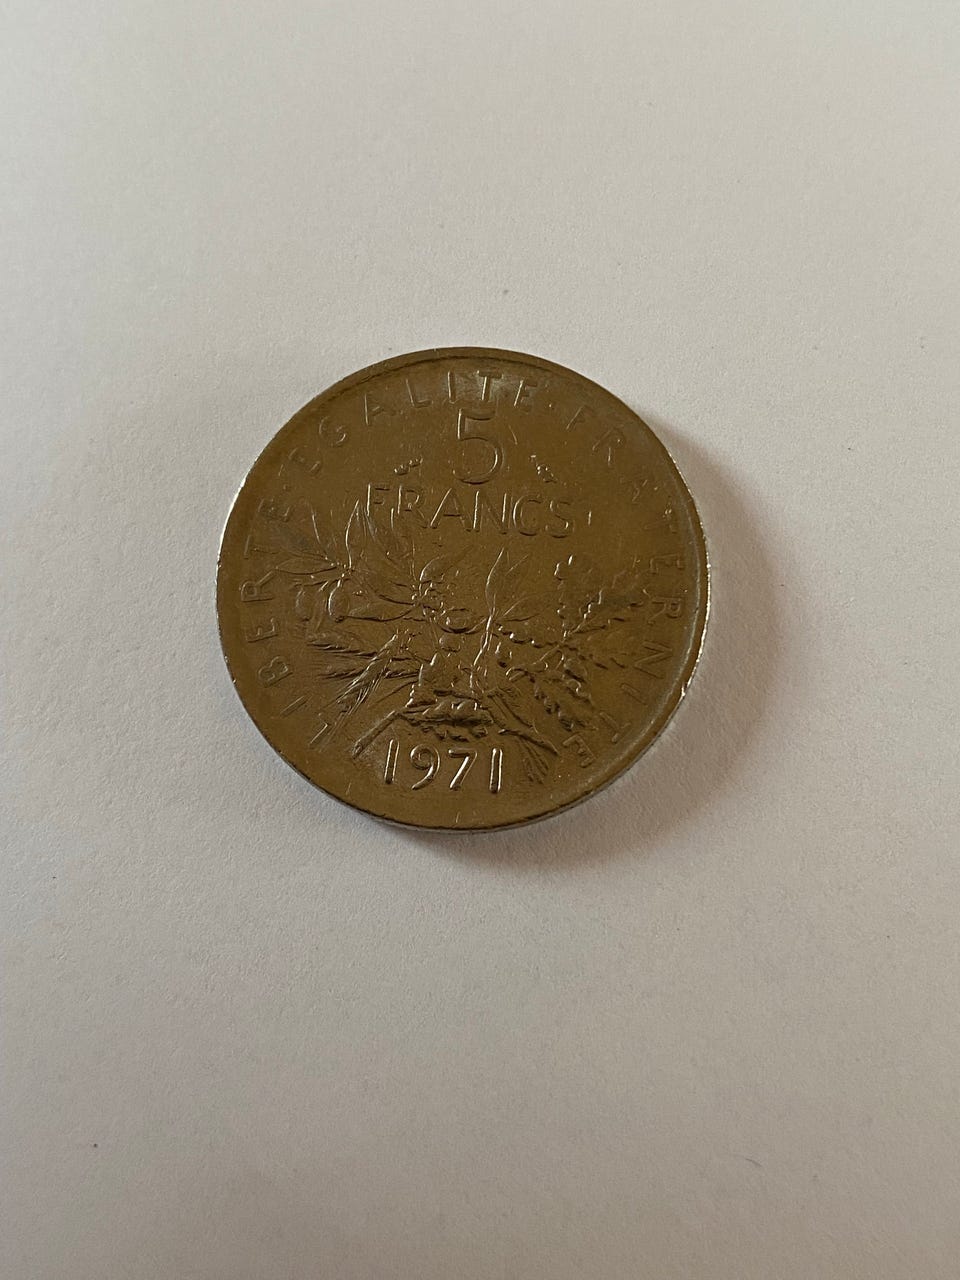 LIBERTE·EGALITE·FRATERNITE
5
FRANCS
1971